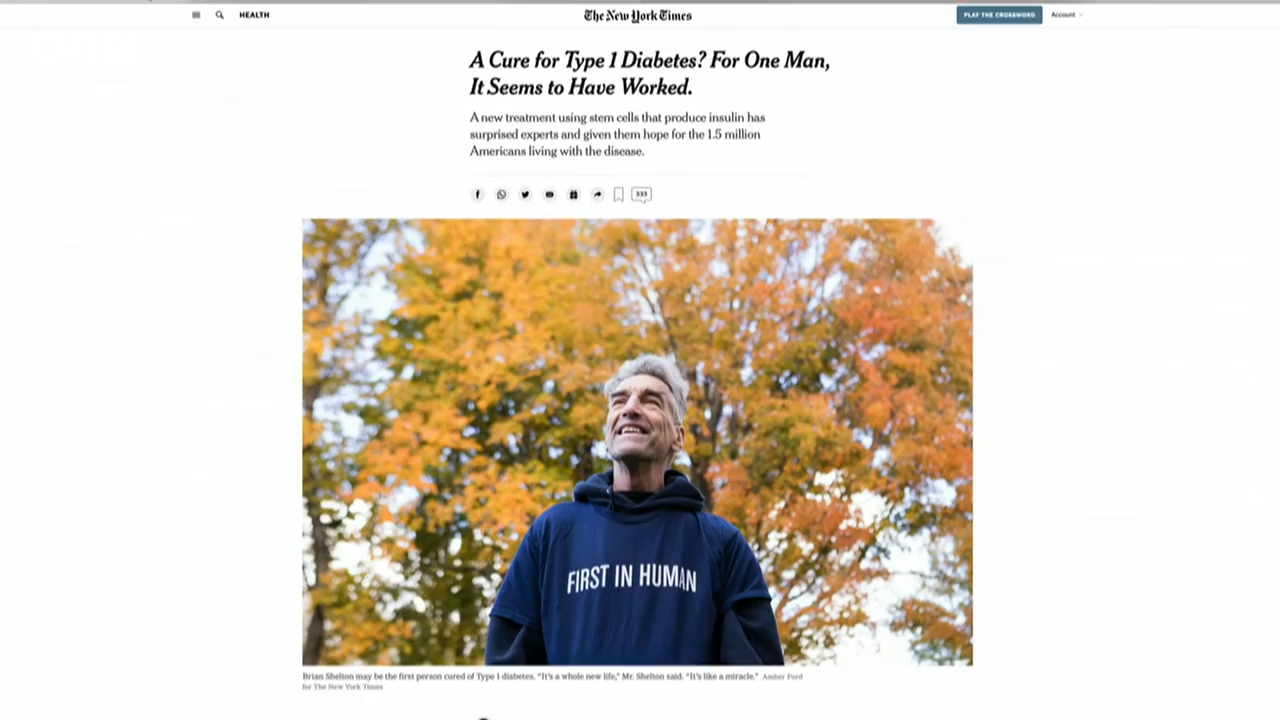 HEALTH
The New York Times
PLAY THE CROSSWORD
Account
A Cure for Type 1 Diabetes? For One Man,
It Seems to Have Worked.
A new treatment using stem cells that produce insulin has
surprised experts and given them hope for the 1.5 million
Americans living with the disease.
333
FIRST IN HUMAN
Brian Shelton may be the first person cured of Type 1 diabetes. "It's a whole new life," Mr. Shelton said. "It's like a miracle." Amber Ford
for The New York Times